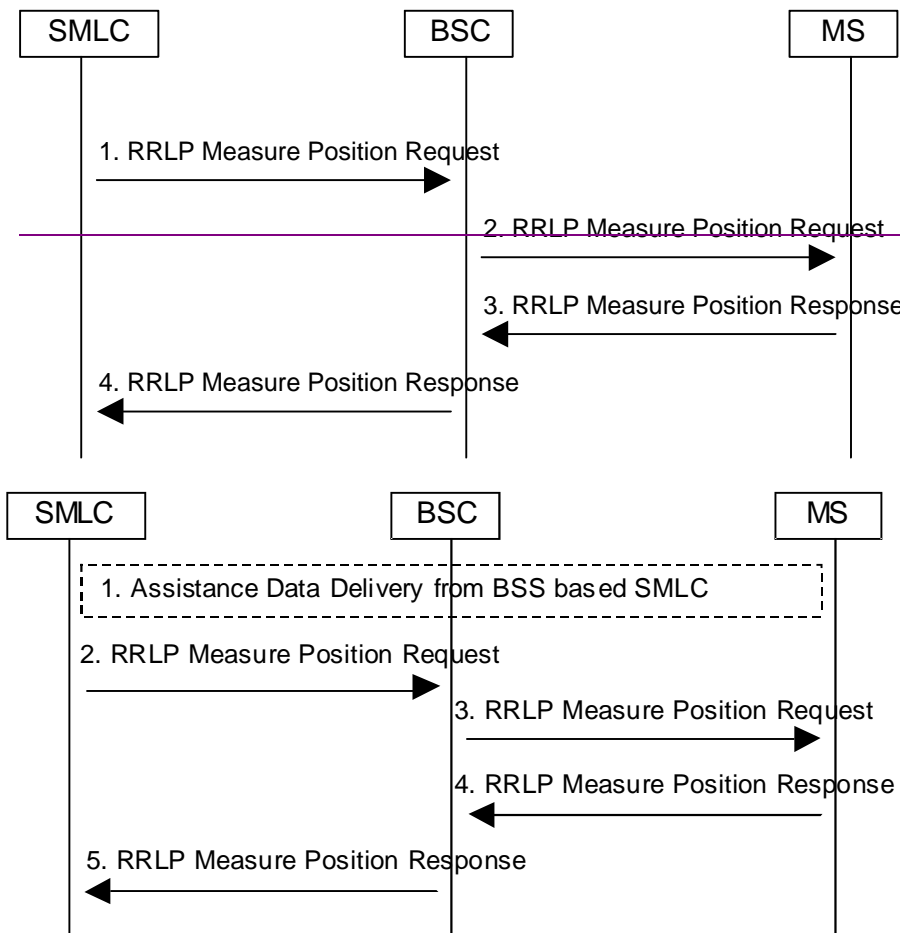 SMLC BSC MS
1. RRLP Measure Position Request
2. RRLP Measure Position Request
3. RRLP Measure Position Response
4. RRLP Measure Position Response
SMLC BSC MS
1. Assistance Data Delivery from BSS based SMLC
2. RRLP Measure Position Request
3. RRLP Measure Position Request
4. RRLP Measure Position Response
5. RRLP Measure Position Response